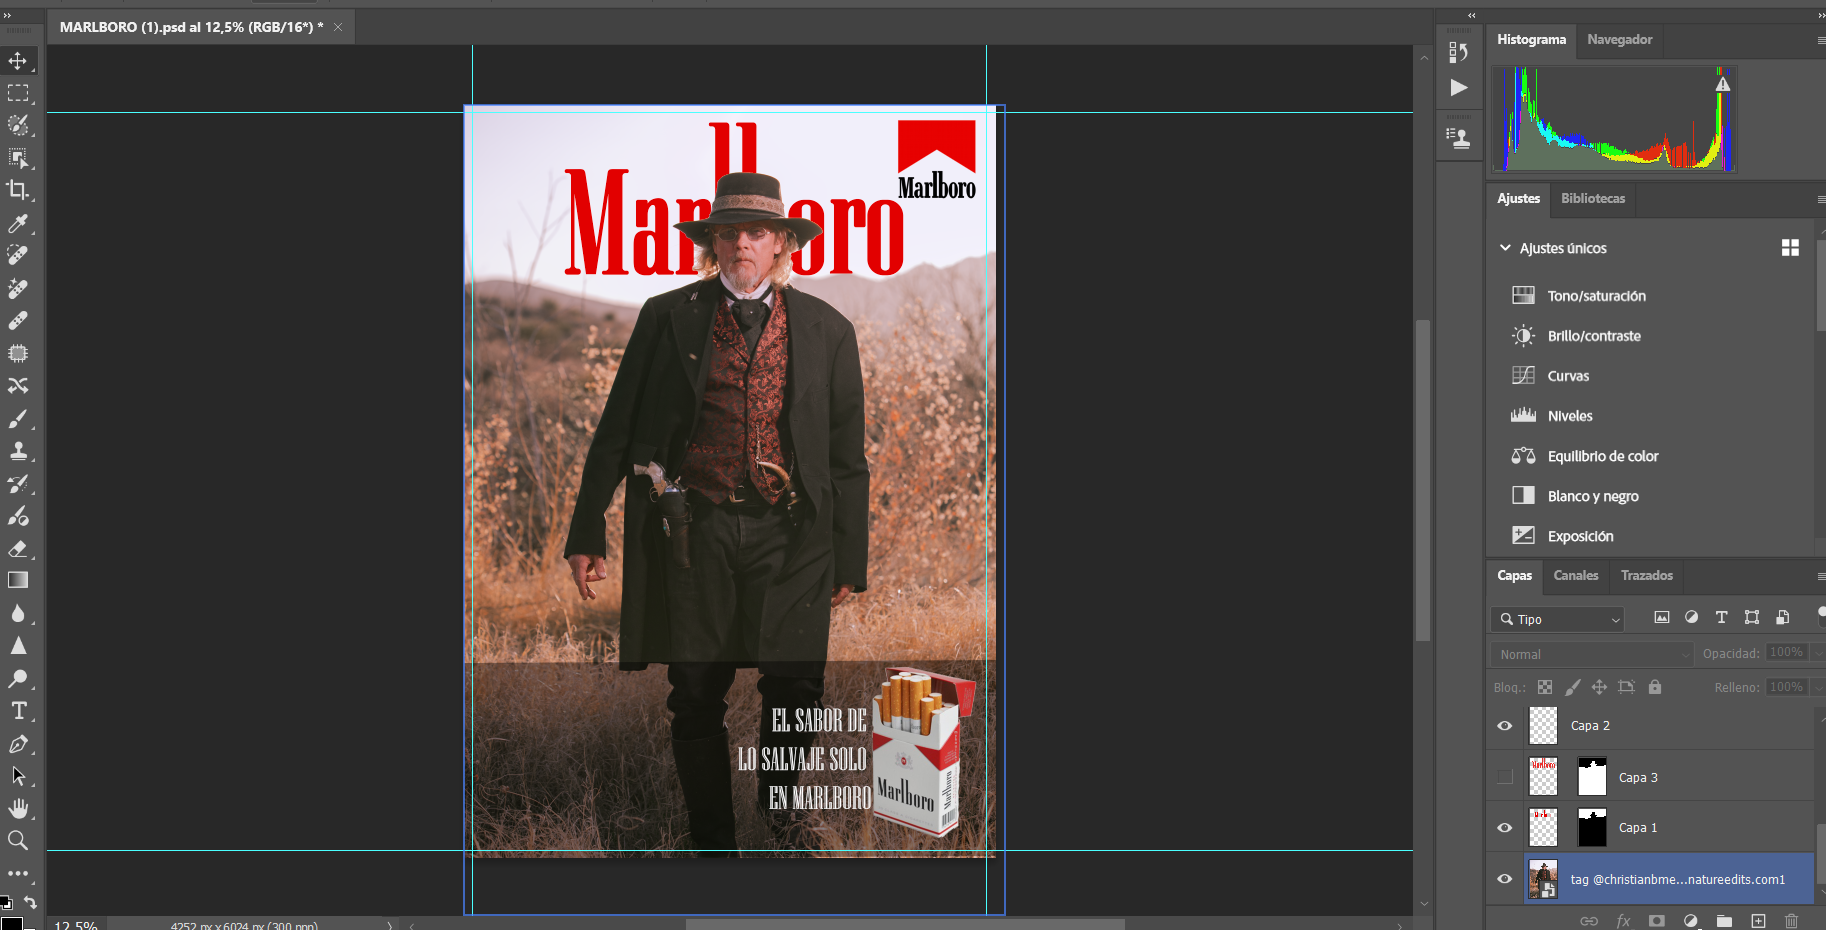 MARLBORO (1).psd al 12,5% (RGB/16*) * ×
Histograma Navegador
Marlboro
Marlboro
Ajustes Bibliotecas
Ajustes únicos
Tono/saturación
Brillo/contraste
Curvas
Niveles
Equilibrio de color
Blanco y negro
Exposición
Capas Canales Trazados
Tipo
Normal Opacidad: 100%
Bloq.: Relleno: 100%
EL SABOR DE
LO SALVAJE SOLO
EN MARLBORO
Marlboro
Marlboro
Capa 2
Capa 3
Capa 1
tag @christianbme...natureedits.com1
fx
12,5% 4252 px x 6024 px (300 ppp)